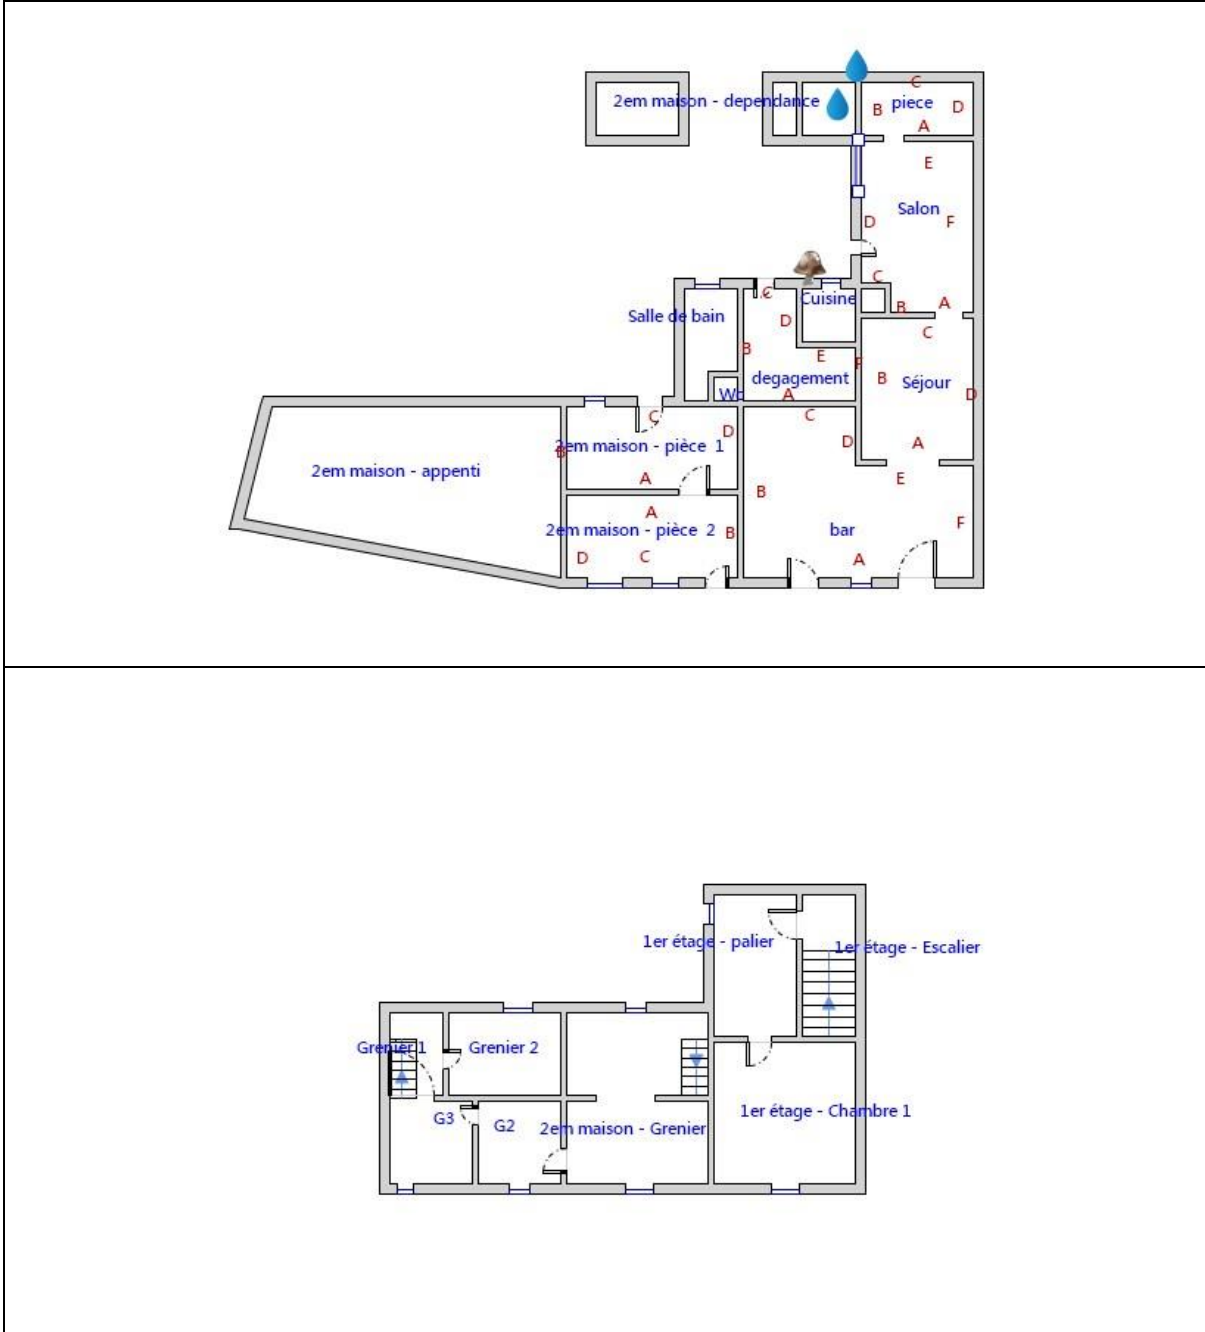 C
2em maison - dependance
B
piece
D
A
E
Salon
D
F
C
C
Cuisine
B
A
Salle de bain
D
C
B
E
F
degagement
B
Séjour
D
Wc
A
C
C
D
D
A
2em maison - pièce 1
B
2em maison - appenti
A
E
B
A
F
2em maison - pièce 2
B
bar
D
C
A
1er étage - palier
1er étage - Escalier
Grenier 1
Grenier 2
1er étage - Chambre 1
G3
G2
2em maison - Grenier